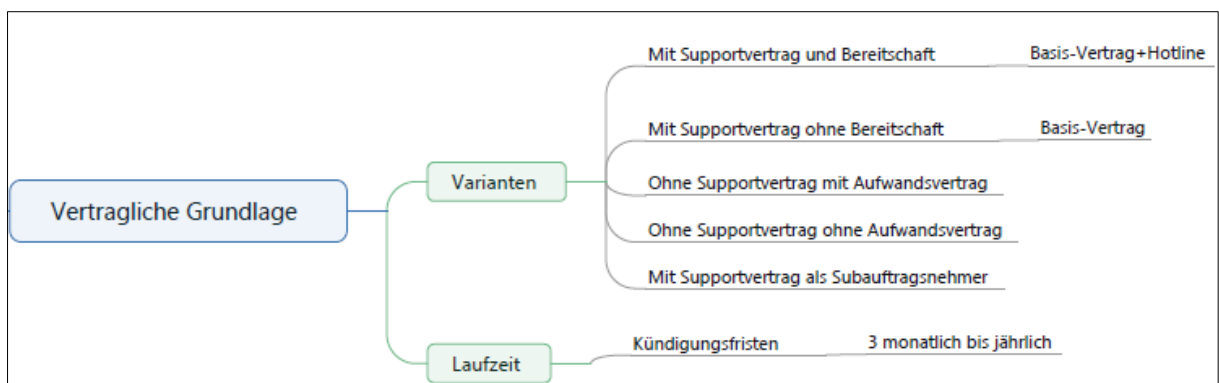 Mit Supportvertrag und Bereitschaft Basis-Vertrag+Hotline
Mit Supportvertrag ohne Bereitschaft Basis-Vertrag
Varianten
Ohne Supportvertrag mit Aufwandsvertrag
Vertragliche Grundlage
Ohne Supportvertrag ohne Aufwandsvertrag
Mit Supportvertrag als Subauftragsnehmer
Kündigungsfristen 3 monatlich bis jährlich
Laufzeit